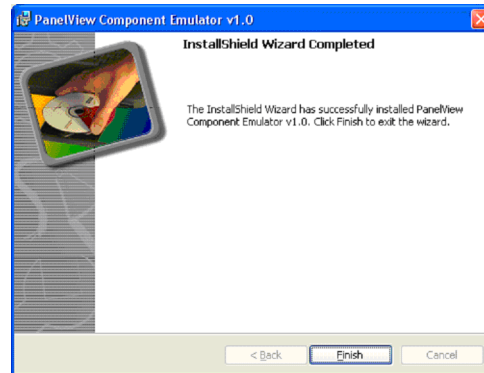 PanelView Component Emulator v1.0
InstallShield Wizard Completed
The InstallShield Wizard has successfully installed PanelView
Component Emulator v1.0. Click Finish to exit the wizard.
< Back
Finish
Cancel